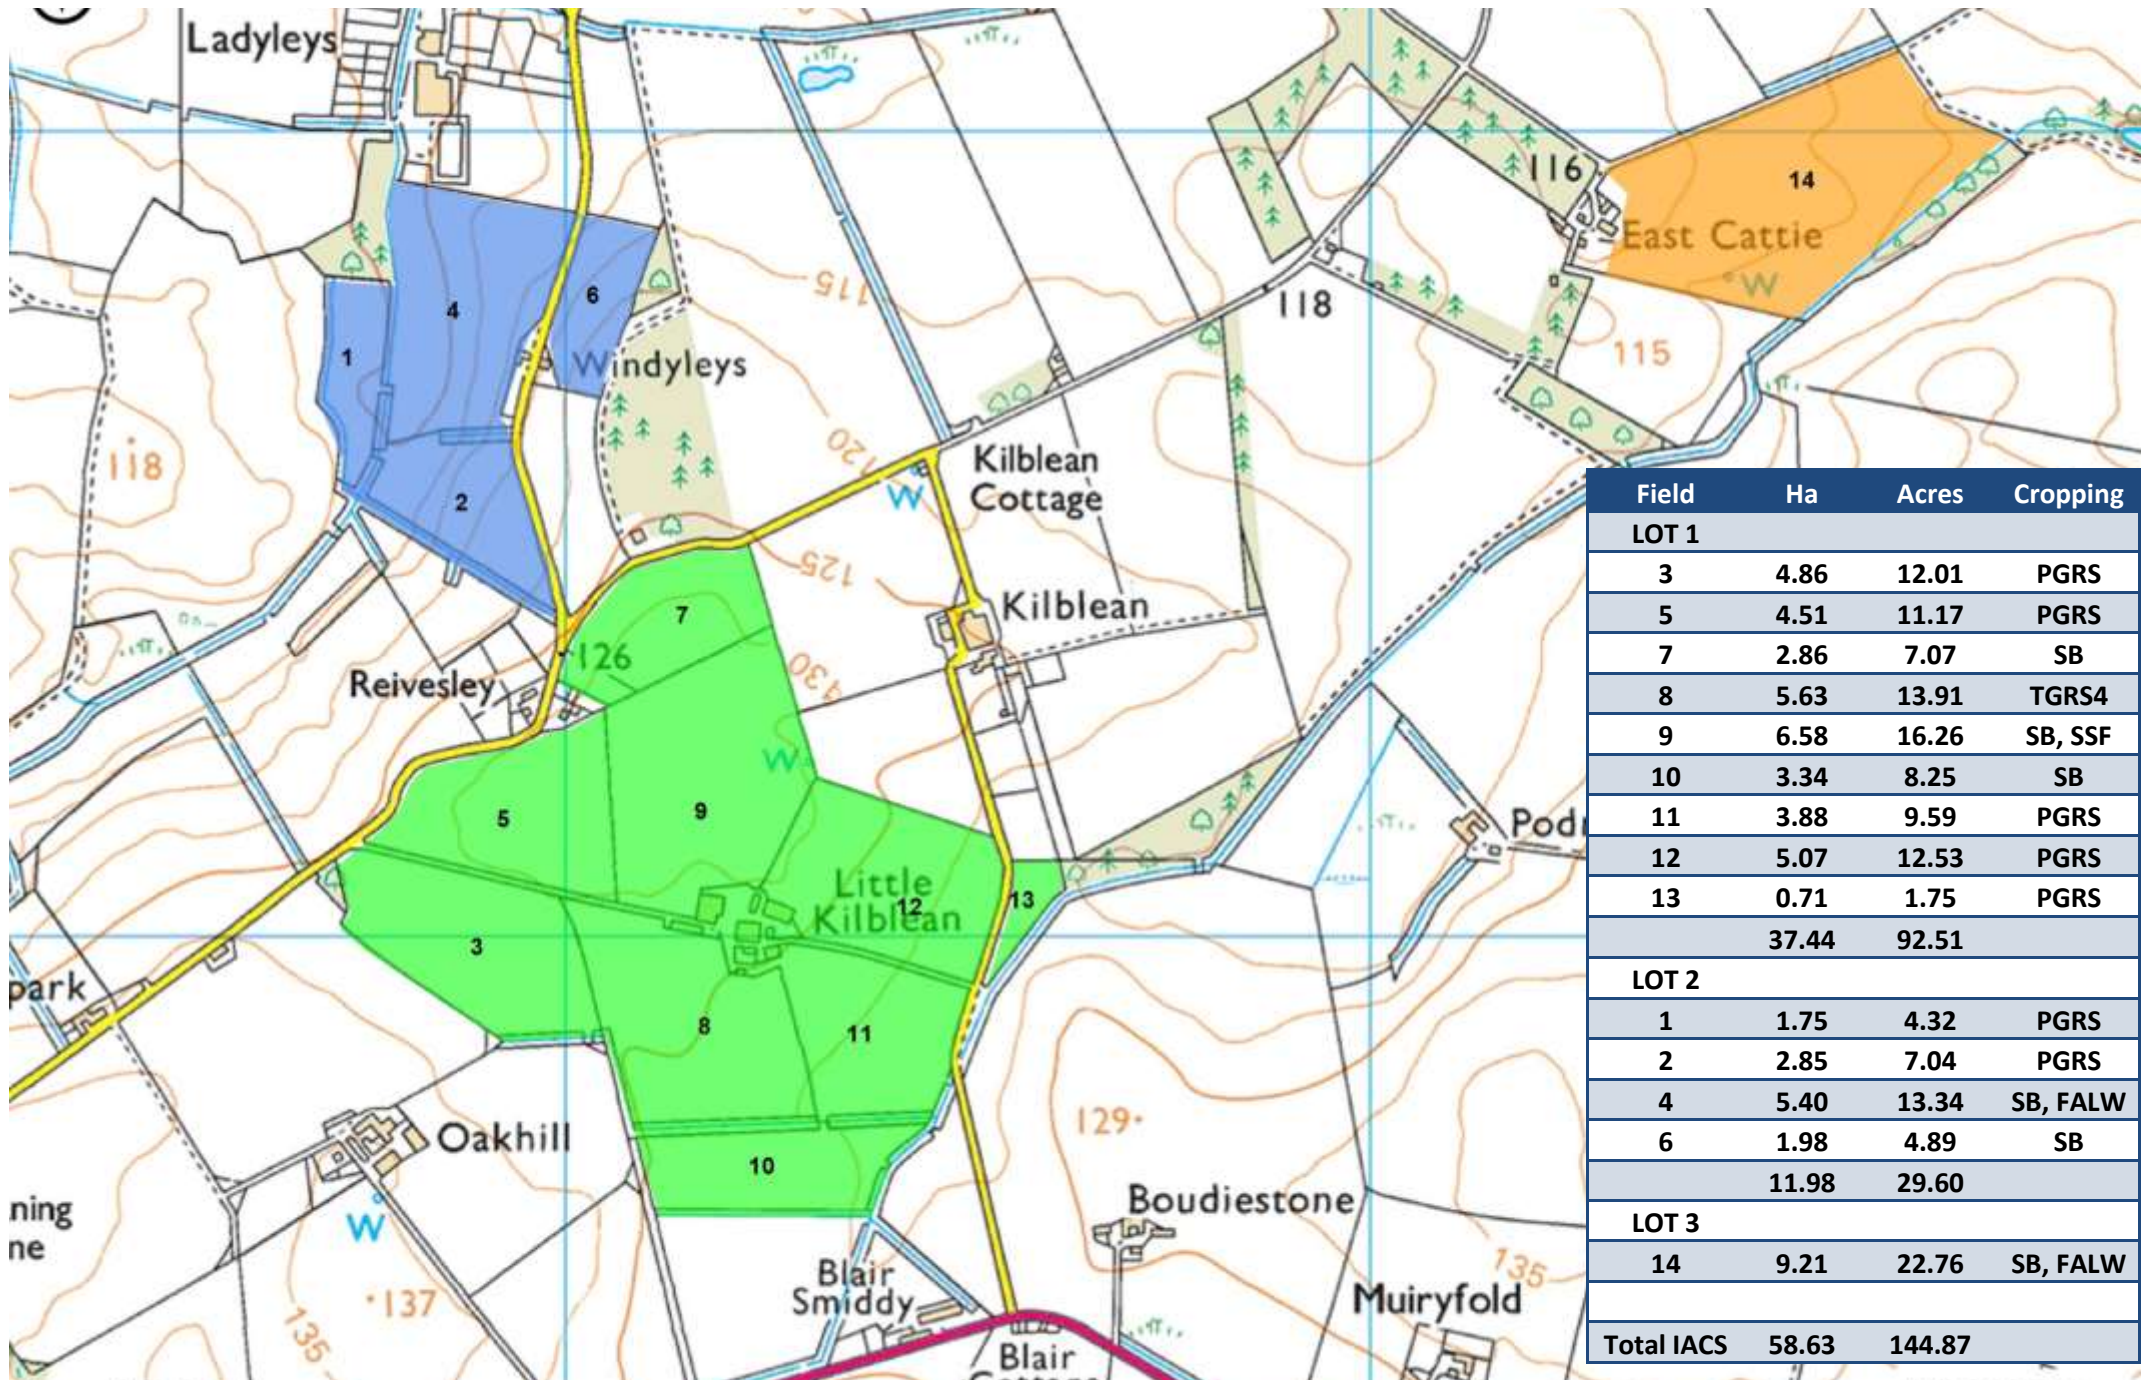 Ladyleys
14
116
East Cattie
W
6
4
115
118
1
Windyleys
115
120
118
Kilblean
Cottage
W
2
125
Kilblean
7
126
130
Reivesley
W
9
5
Little
Kilblean
12
13
3
park
8
11
129
Oakhill
10
W
Boudiestone
ning
ne
Blair
Smiddy
137
135
135
Muiryfold
Blair
Field Ha Acres Cropping
LOT 1
3 4.86 12.01 PGRS
5 4.51 11.17 PGRS
7 2.86 7.07 SB
8 5.63 13.91 TGRS4
9 6.58 16.26 SB, SSF
10 3.34 8.25 SB
11 3.88 9.59 PGRS
12 5.07 12.53 PGRS
13 0.71 1.75 PGRS
37.44 92.51
LOT 2
1 1.75 4.32 PGRS
2 2.85 7.04 PGRS
4 5.40 13.34 SB, FALW
6 1.98 4.89 SB
11.98 29.60
LOT 3
14 9.21 22.76 SB, FALW
Total IACS 58.63 144.87